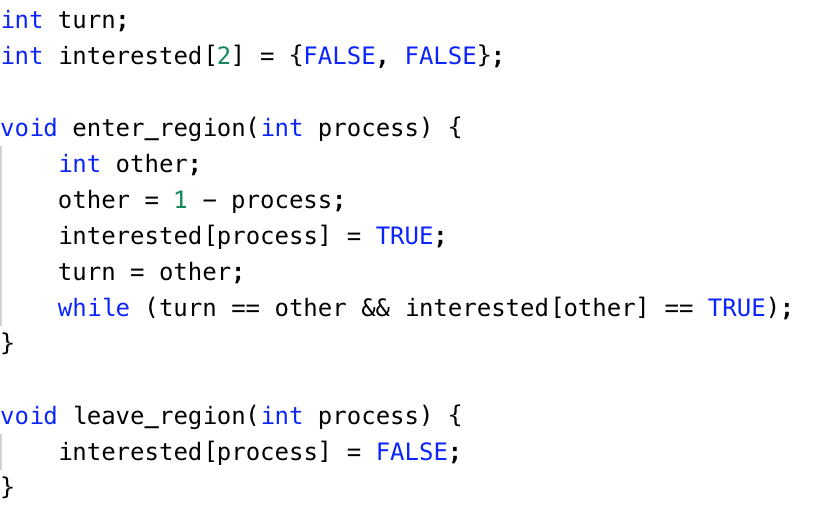 int turn;
int interested[2] = {FALSE, FALSE};

void enter_region(int process) {
    int other;
    other = 1 - process;
    interested[process] = TRUE;
    turn = other;
    while (turn == other && interested[other] == TRUE);
}

void leave_region(int process) {
    interested[process] = FALSE;
}